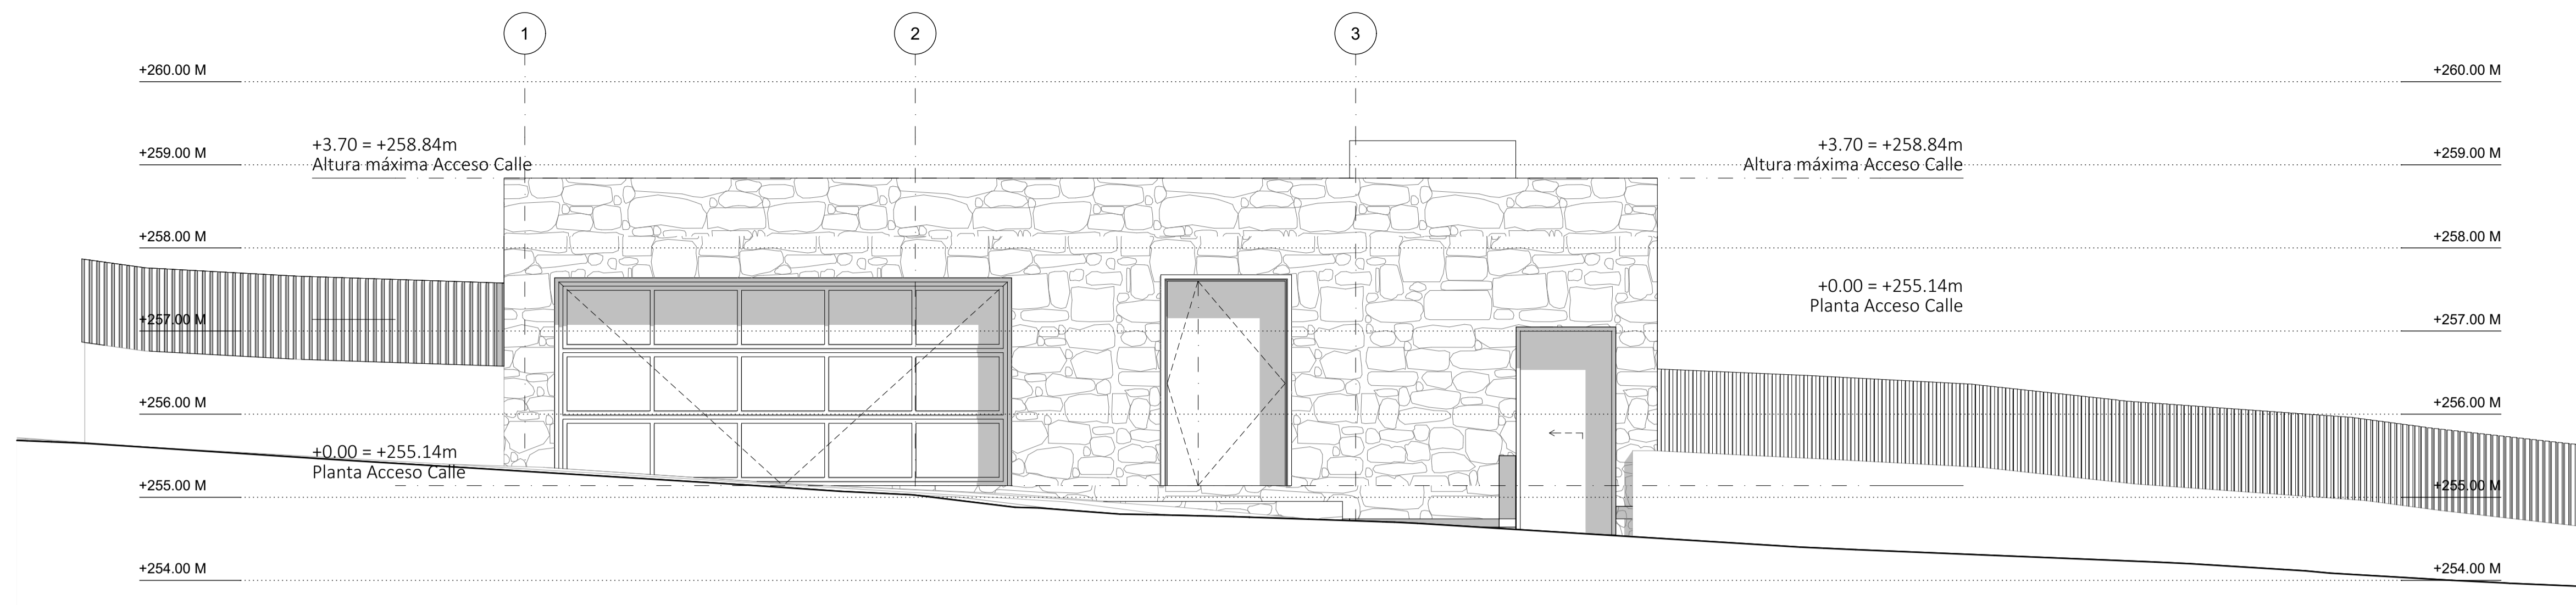 1
2
3
+260.00 M
+260.00 M
+3.70 = +258.84m
Altura máxima Acceso Calle
+3.70 = +258.84m
Altura máxima Acceso Calle
+259.00 M
+259.00 M
+258.00 M
+258.00 M
+0.00 = +255.14m
Planta Acceso Calle
+257.00 M
+257.00 M
+256.00 M
+256.00 M
+0.00 = +255.14m
Planta Acceso Calle
+255.00 M
+255.00 M
+254.00 M
+254.00 M